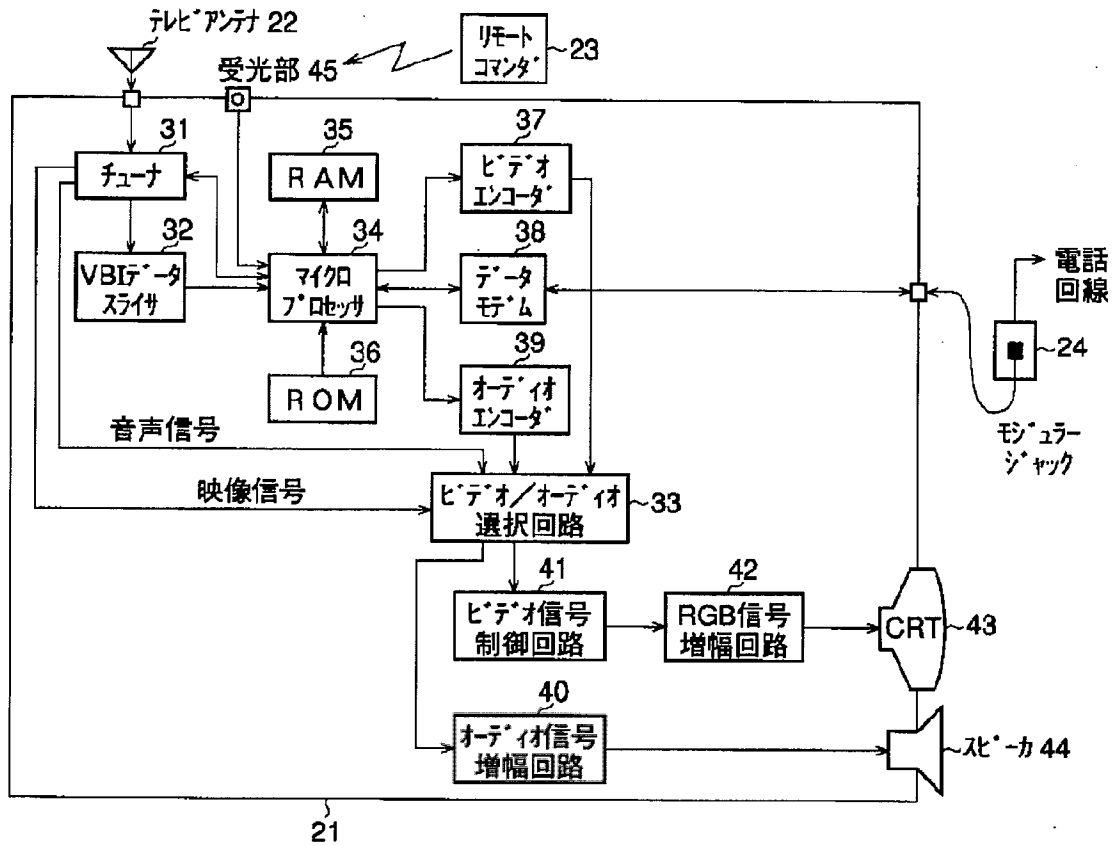 テレビアンテナ 22
受光部 45
リモート
コマンダ
23
31
チューナ
35
RAM
37
ビデオ
エンコーダ
32
VBIデータ
スライサ
34
マイクロ
プロセッサ
38
データ
モデム
電話
回線
24
モジュラー
ジャック
36
ROM
39
オーディオ
エンコーダ
音声信号
映像信号
ビデオ/オーディオ
選択回路
33
41
ビデオ信号
制御回路
42
RGB信号
増幅回路
CRT
43
40
オーディオ信号
増幅回路
スピーカ 44
21